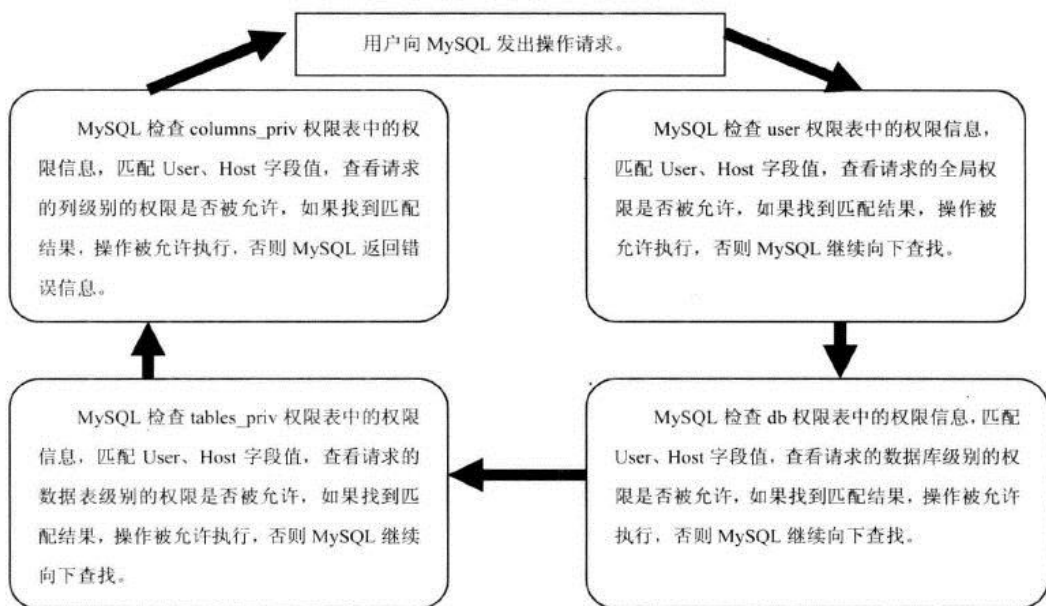 用户向 MySQL 发出操作请求。
MySQL 检查 user 权限表中的权限信息,
匹配 User、Host 字段值，查看请求的全局权
限是否被允许，如果找到匹配结果，操作被
允许执行，否则 MySQL 继续向下查找。
MySQL 检查 db 权限表中的权限信息，匹配
User、Host 字段值，查看请求的数据库级别的权
限是否被允许，如果找到匹配结果，操作被允许
执行，否则 MySQL 继续向下查找。
MySQL 检查 tables_priv 权限表中的权限
信息，匹配 User、Host 字段值，查看请求的
数据表级别的权限是否被允许，如果找到匹
配结果，操作被允许执行，否则 MySQL 继续
向下查找。
MySQL 检查 columns_priv 权限表中的权
限信息，匹配 User、Host 字段值，查看请求
的列级别的权限是否被允许，如果找到匹配
结果，操作被允许执行，否则 MySQL 返回错
误信息。